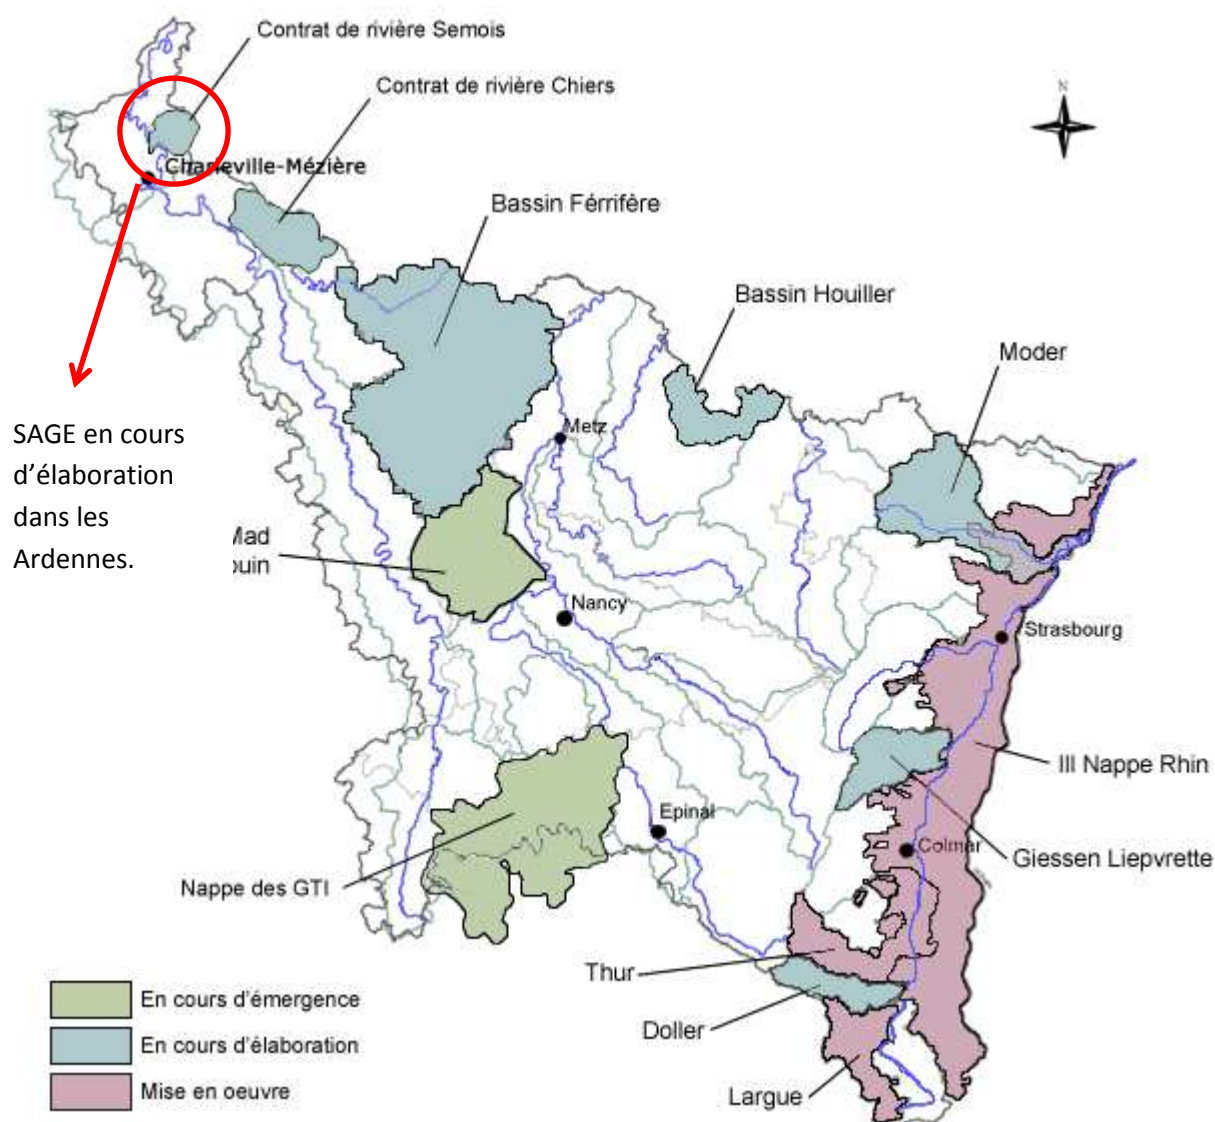 Contrat de rivière Semois
Contrat de rivière Chiers
N
Charleville-Mézière
Bassin Férrifère
Bassin Houiller
Moder
Metz
SAGE en cours
d’élaboration
dans les
Ardennes.
Mad
ouin
Nancy
Strasbourg
Ill Nappe Rhin
Epinal
Colmar
Giessen Liepvrette
Nappe des GTI
Thur
Doller
Largue
En cours d'émergence
En cours d'élaboration
Mise en oeuvre